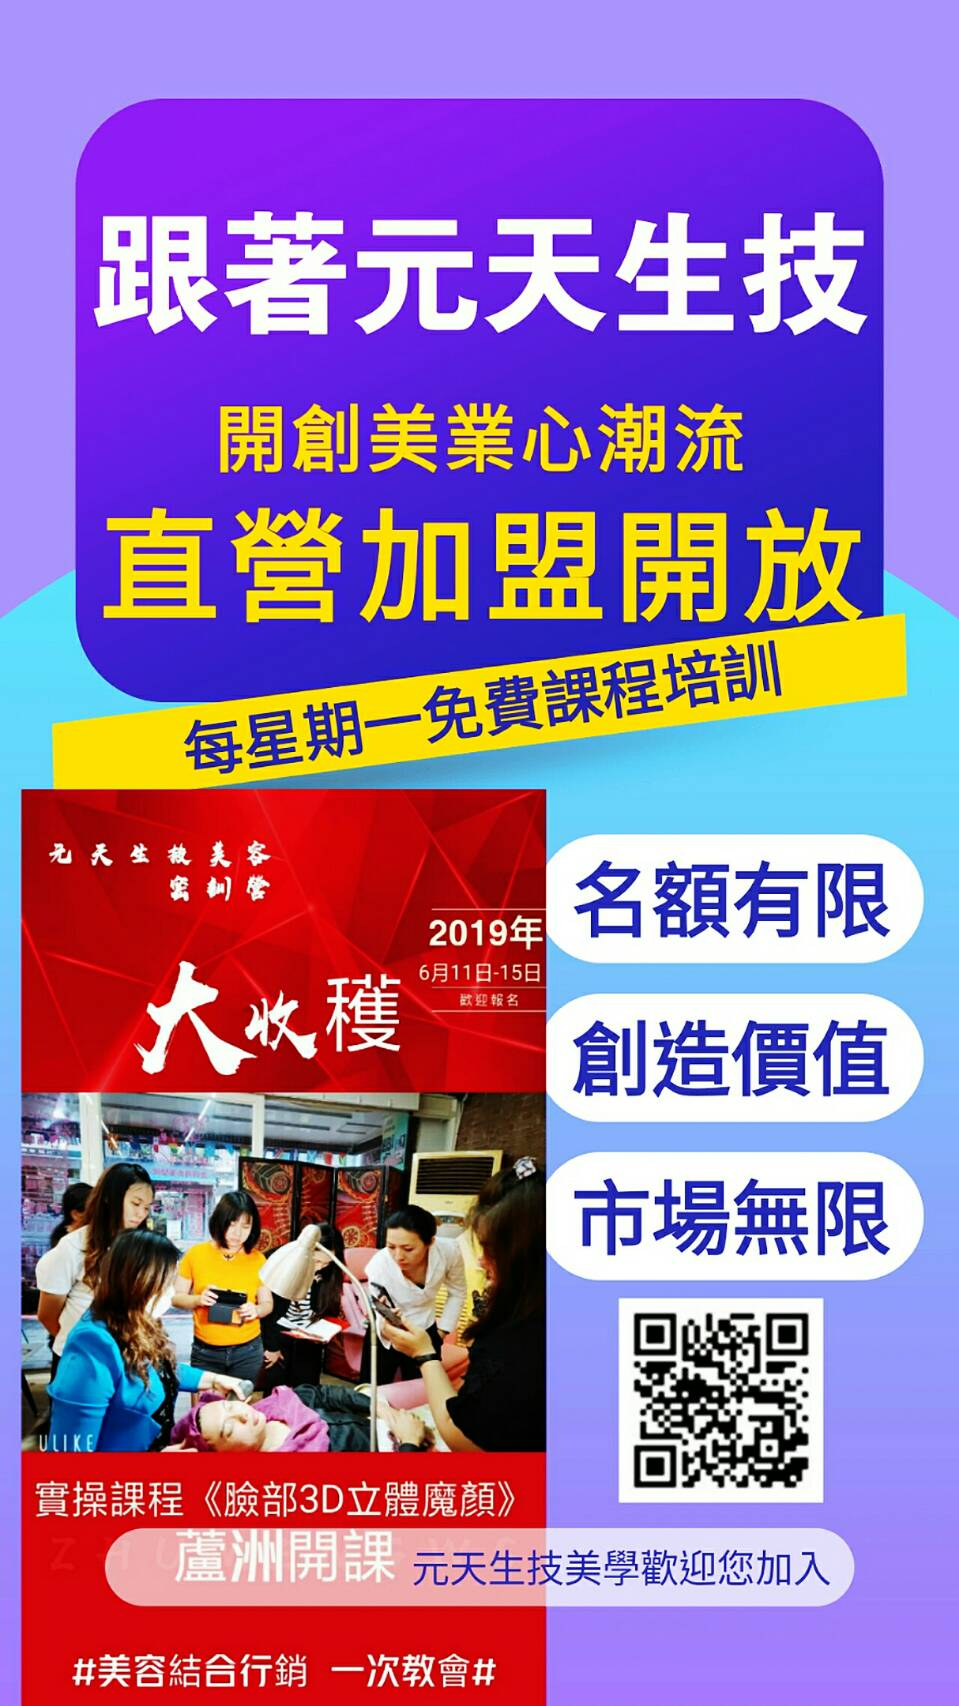 跟著元天生技
開創美業心潮流
直營加盟開放
每星期一免費課程培訓
元天生技美容
密訓營
2019年
6月11日-15日
歡迎報名
大收穫
名額有限
創造價值
市場無限
ULIKE
實操課程《臉部3D立體魔顏》
蘆洲開課
元天生技美學歡迎您加入
#美容結合行銷 一次教會#